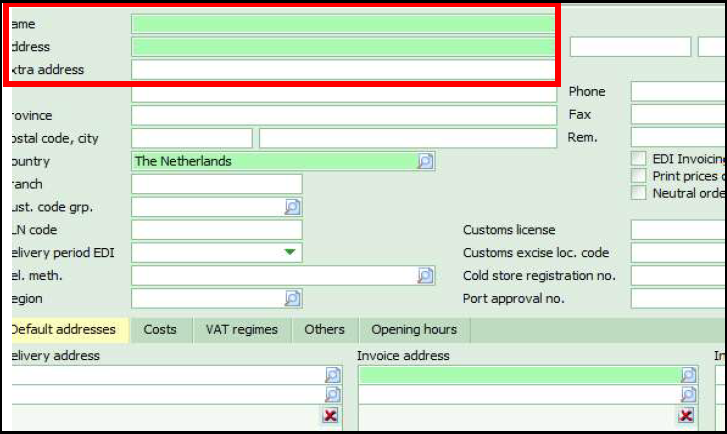 ame
ddress
xtra address
Phone
rovince
Fax
ostal code, city
Rem.
ountry
The Netherlands
EDI Invoicing
ranch
Print prices o
ust. code grp.
Neutral orde
LN code
Customs license
elivery period EDI
Customs excise loc. code
el. meth.
Cold store registration no.
egion
Port approval no.
Default addresses Costs VAT regimes Others Opening hours
elivery address
Invoice address
In